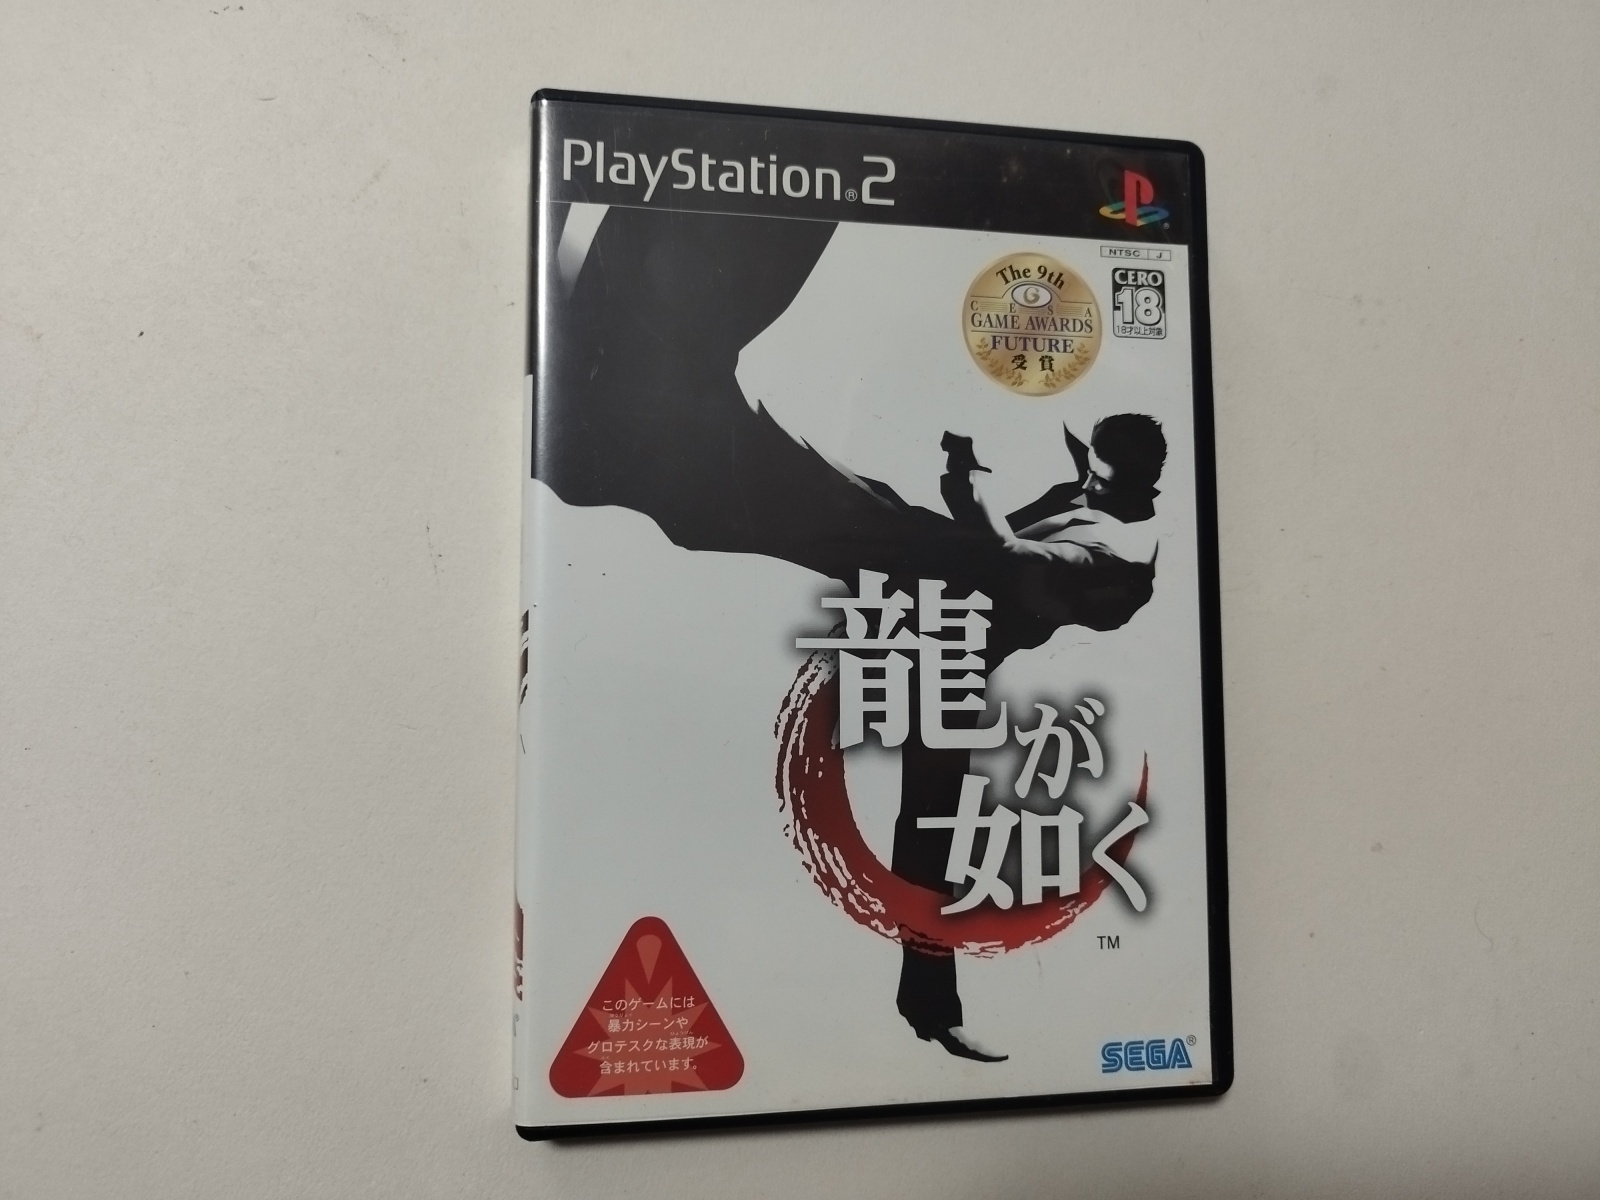 PlayStation®2
NTSC J
The 9th
G
CESA
GAME AWARDS
FUTURE
受賞
CERO
18
18才以上対象
龍
が
如く
TM
このゲームには
暴力シーンや
グロテスクな表現が
含まれています。
SEGA®